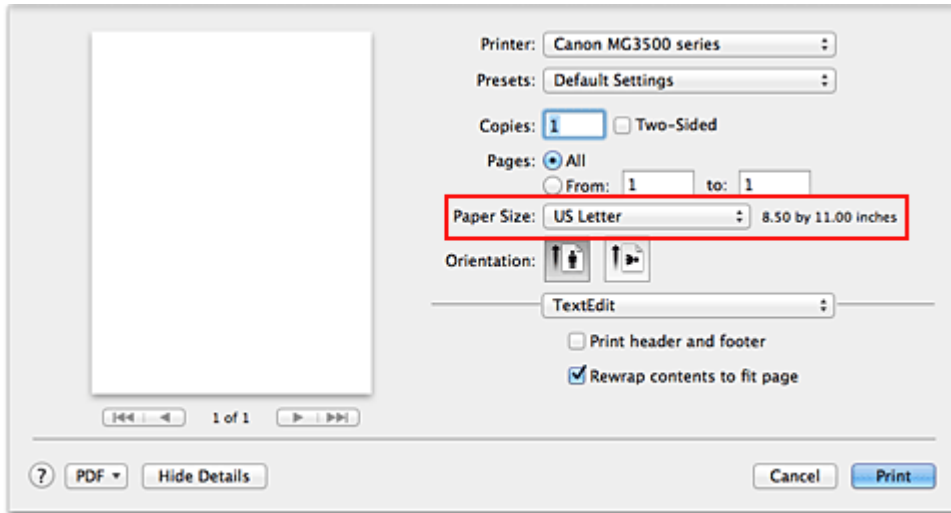 Printer: Canon MG3500 series
Presets: Default Settings
Copies: 1 Two-Sided
Pages: All
From: 1 to: 1
Paper Size: US Letter 8.50 by 11.00 inches
Orientation:
TextEdit
Print header and footer
Rewrap contents to fit page
1 of 1
? PDF Hide Details Cancel Print